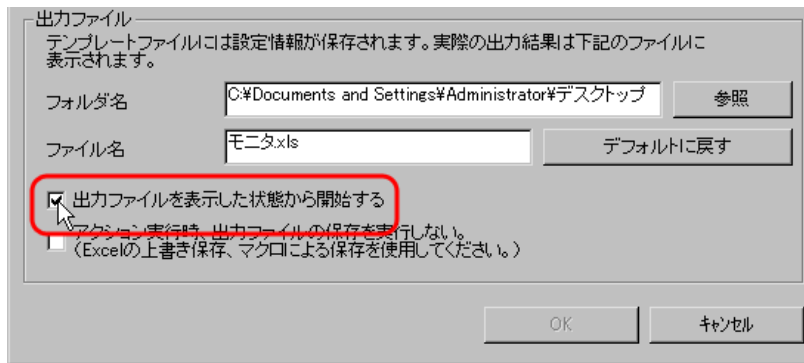 出力ファイル
テンプレートファイルには設定情報が保存されます。実際の出力結果は下記のファイルに
表示されます。
フォルダ名
C:¥Documents and Settings¥Administrator¥デスクトップ
参照
ファイル名
モニタ.xls
デフォルトに戻す
出力ファイルを表示した状態から開始する
アクション実行時、出力ファイルの保存を実行しない。
（Excelの上書き保存、マクロによる保存を使用してください。）
OK
キャンセル